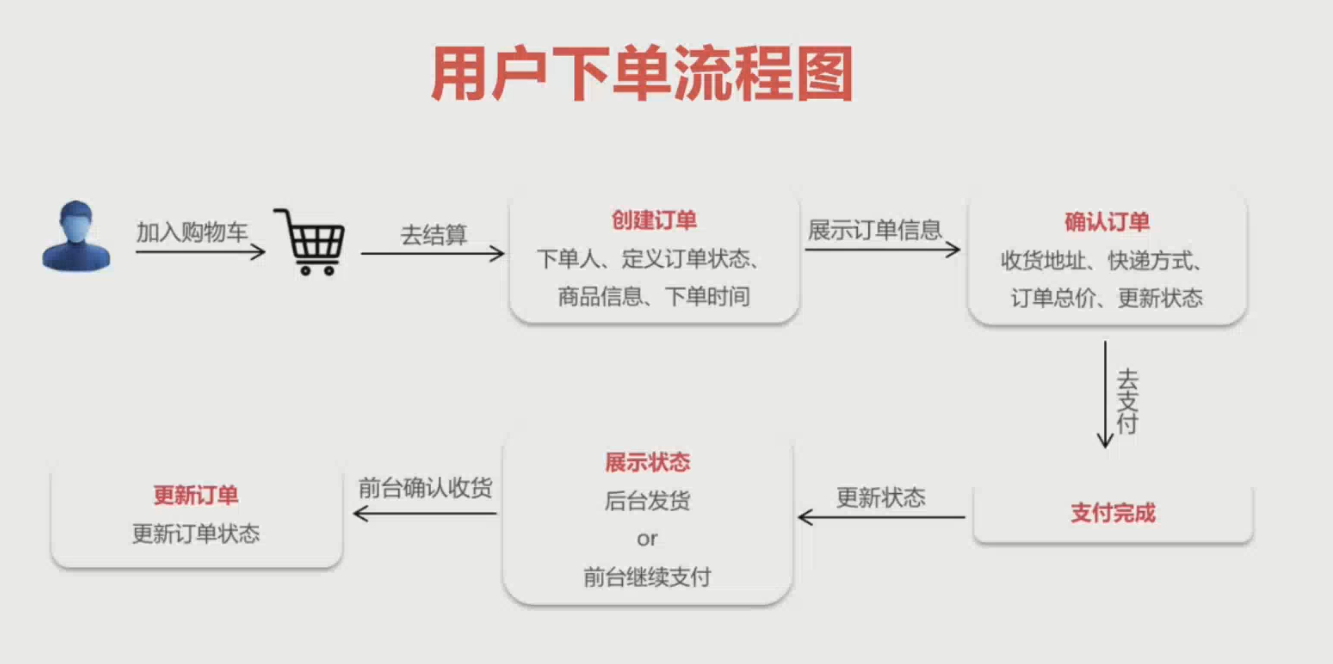 用户下单流程图
加入购物车
去结算
创建订单
下单人、定义订单状态、
商品信息、下单时间
展示订单信息
确认订单
收货地址、快递方式、
订单总价、更新状态
去支付
支付完成
更新状态
展示状态
后台发货
or
前台继续支付
前台确认收货
更新订单
更新订单状态